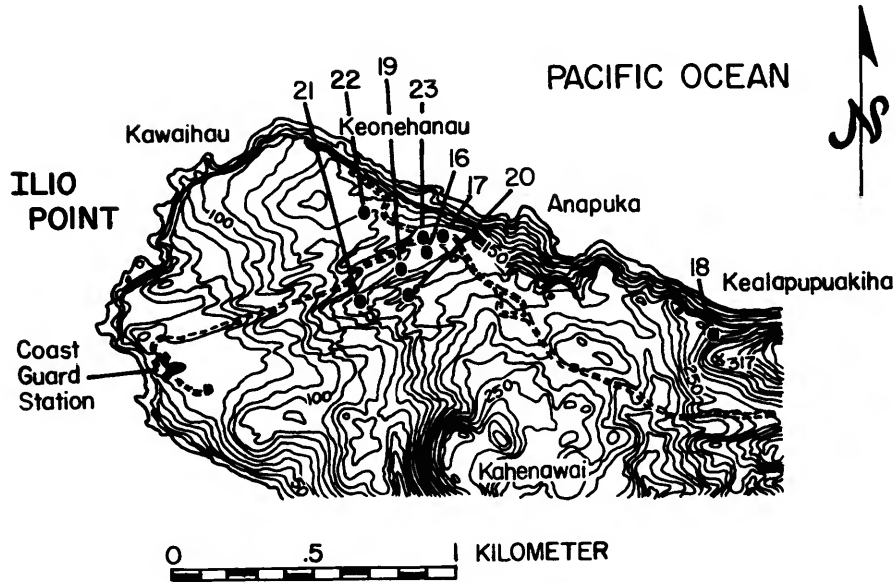 PACIFIC OCEAN
N
19
22
23
21
Kawaihau
Keonehanau
16
17
20
ILIO
POINT
Anapuka
100
150
18
Kealapupuakiha
317
250
Coast
Guard
Station
100
250
Kahenawai
0 .5 1 KILOMETER